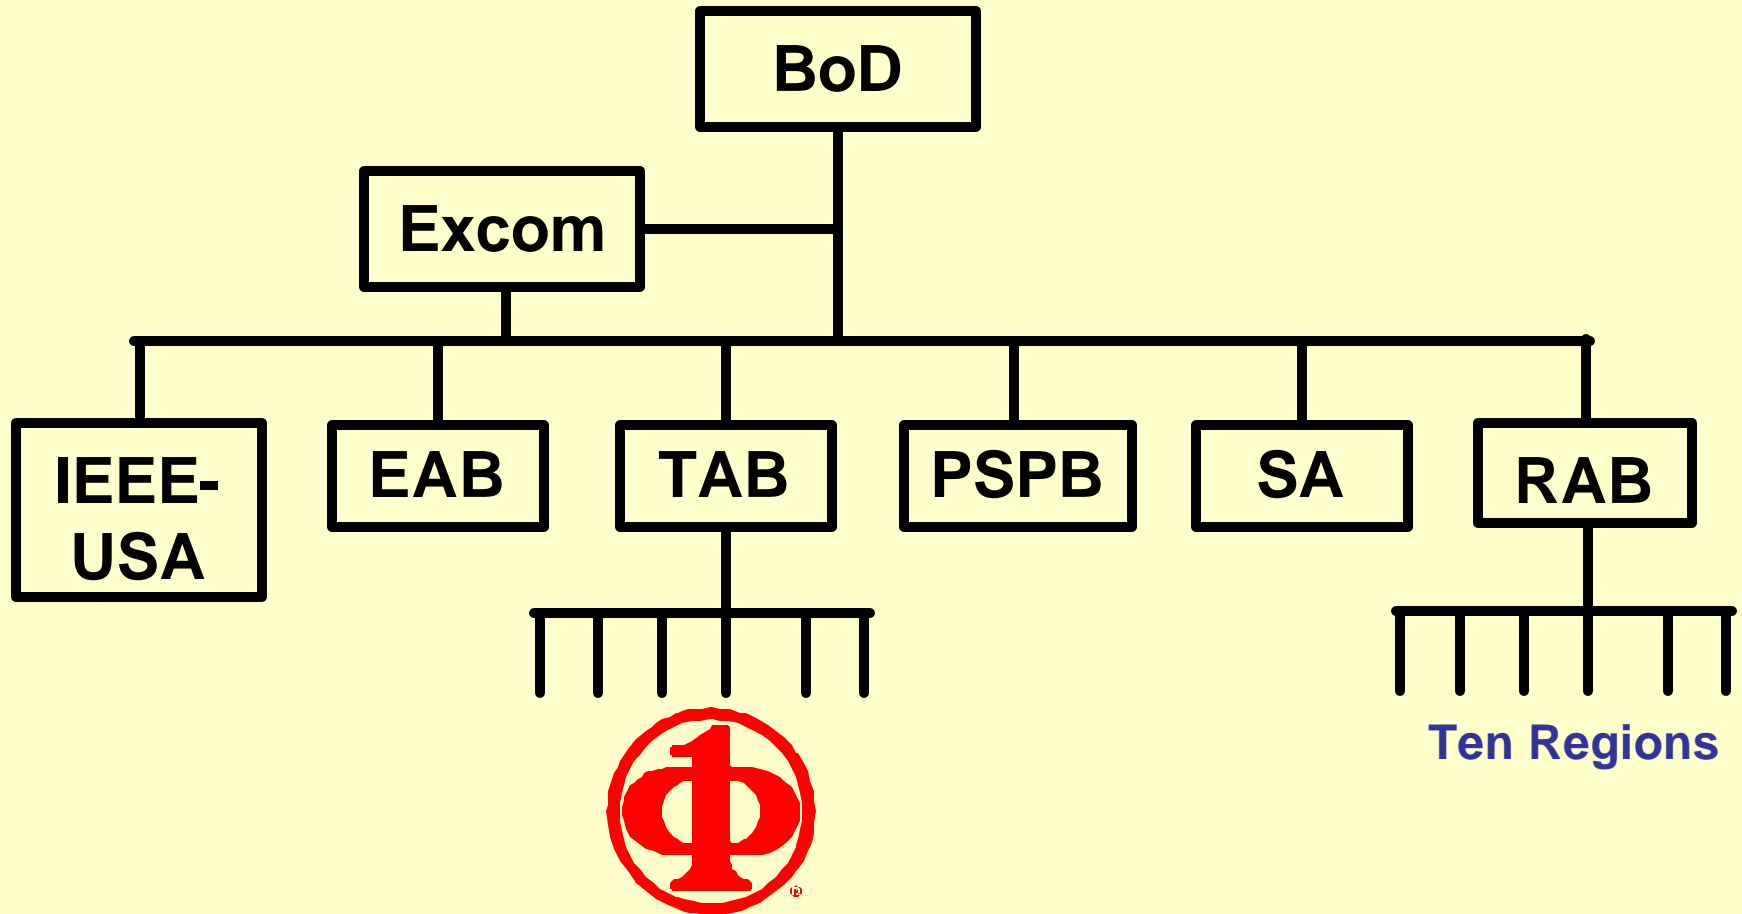 BoD
Excom
IEEE-
USA
EAB
TAB
PSPB
SA
RAB
Ten Regions
®